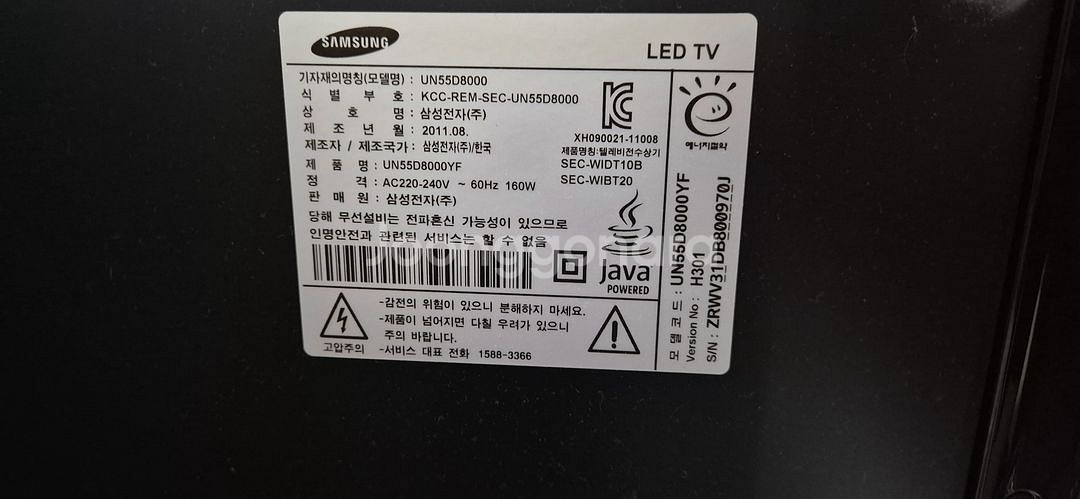 SAMSUNG
LED TV
기자재의명칭(모델명) : UN55D8000
식 별 부 호 : KCC-REM-SEC-UN55D8000
상 호 명 : 삼성전자(주)
제 조 년 월 : 2011.08.
제조자 / 제조국가 : 삼성전자(주)/한국
제 품 명 : UN55D8000YF
정 격 : AC220-240V ~ 60Hz 160W
판 매 원 : 삼성전자(주)
당해 무선설비는 전파혼신 가능성이 있으므로
인명안전과 관련된 서비스는 할 수 없음
XH090021-11008
제품명칭:텔레비전수상기
SEC-WIDT10B
SEC-WIBT20
Java
POWERED
고압주의
-감전의 위험이 있으니 분해하지 마세요.
-제품이 넘어지면 다칠 우려가 있으니
주의 바랍니다.
-서비스 대표 전화 1588-3366
에너지절약
모 델 코 드 : UN55D8000YF
Version No : H301
S/N : ZRWV31DB800970J
Joonggonara